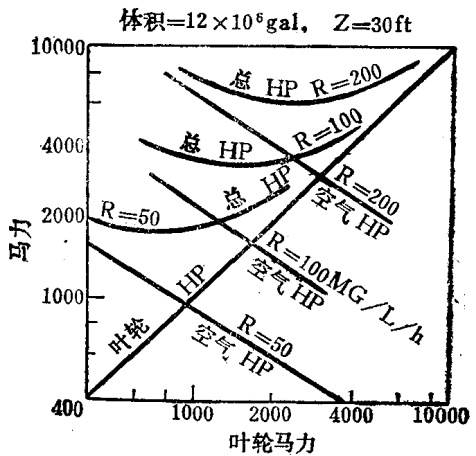 体积=12×10⁶gal, Z=30ft
10000
4000
2000
1000
400
马力
总 HP R=200
总 HP R=100
总 HP
R=50
R=200
空气 HP
R=100MG/L/h
空气 HP
R=50
空气 HP
叶轮 HP
1000
2000
4000
10000
叶轮马力